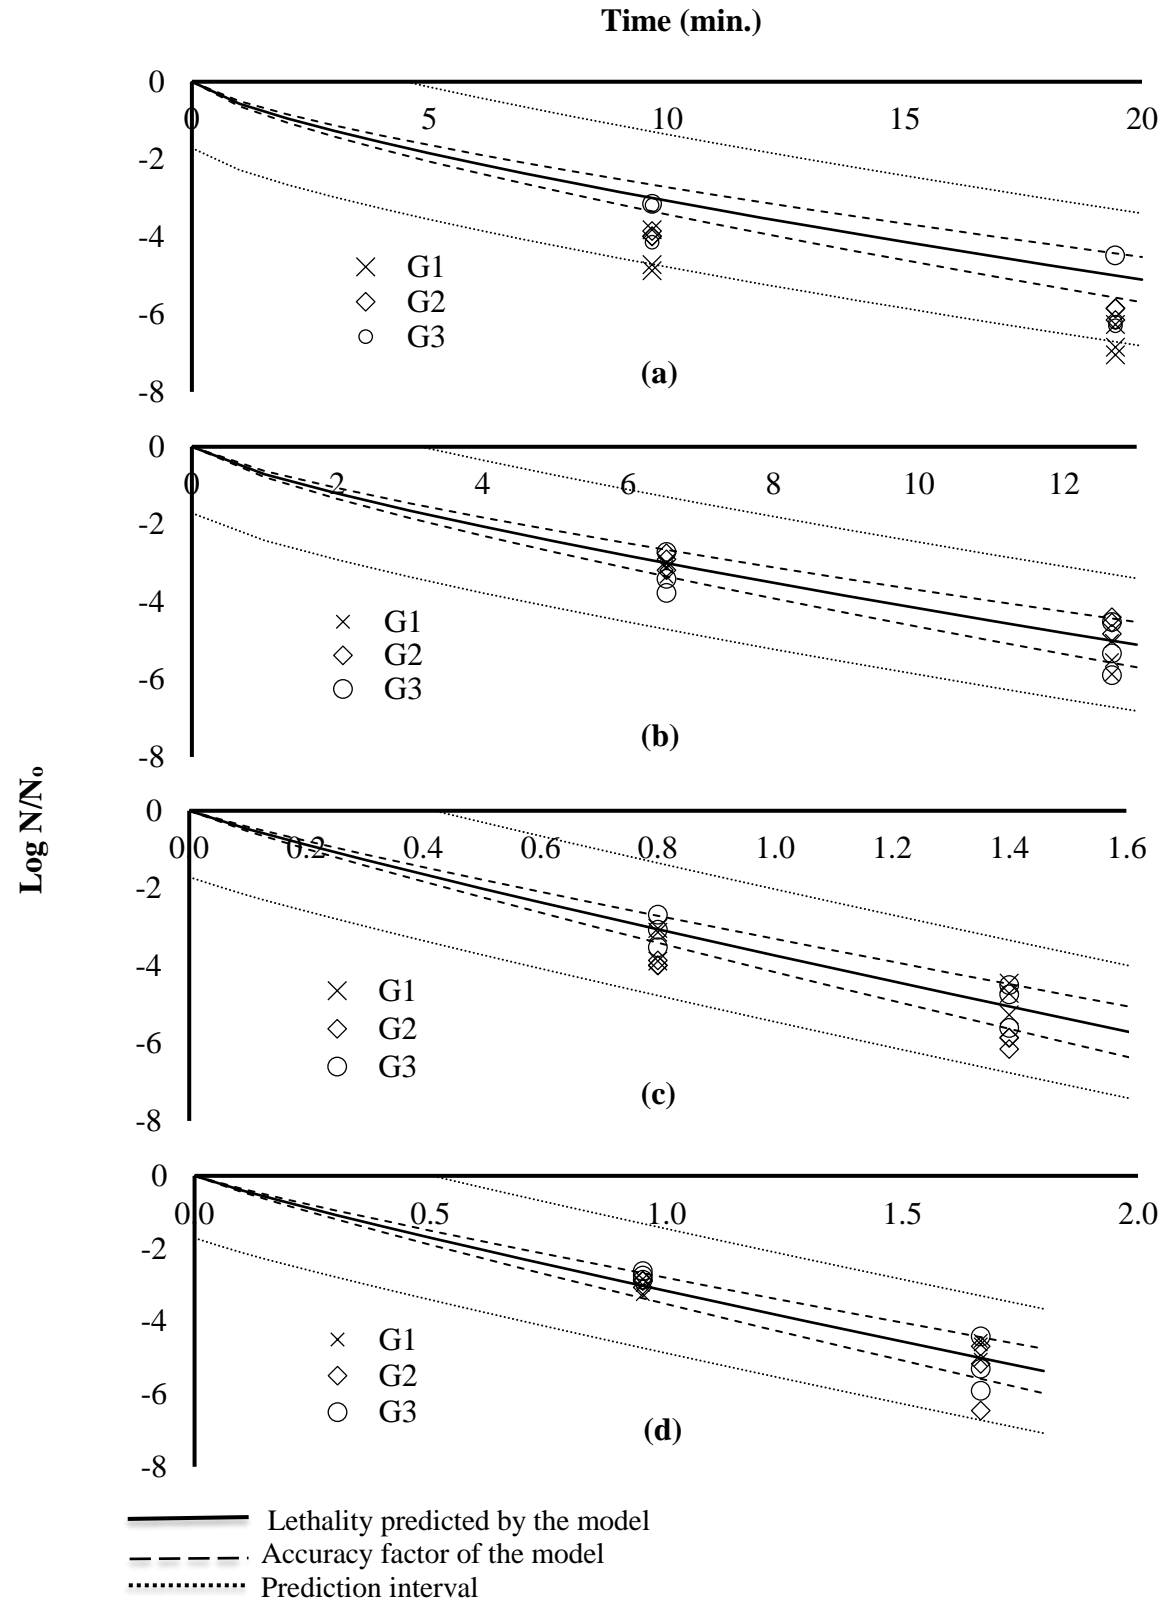 Time (min.)
0
0 5 10 15 20
-2
-4
G1
G2
-6
G3
(a)
-8
0
0 2 4 6 8 10 12
-2
-4
G1
G2
-6
G3
(b)
-8
Log N/Nₒ
0
0.0 0.2 0.4 0.6 0.8 1.0 1.2 1.4 1.6
-2
-4
G1
G2
-6
G3
(c)
-8
0
0.0 0.5 1.0 1.5 2.0
-2
-4
G1
G2
-6
G3
(d)
-8
Lethality predicted by the model
Accuracy factor of the model
Prediction interval